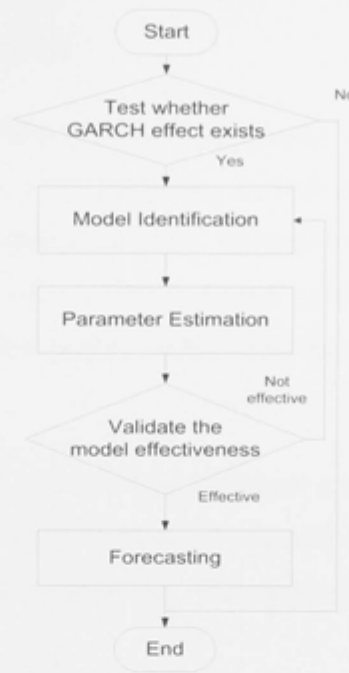 Start
Test whether
GARCH effect exists
No
Yes
Model Identification
Parameter Estimation
Not
effective
Validate the
model effectiveness
Effective
Forecasting
End